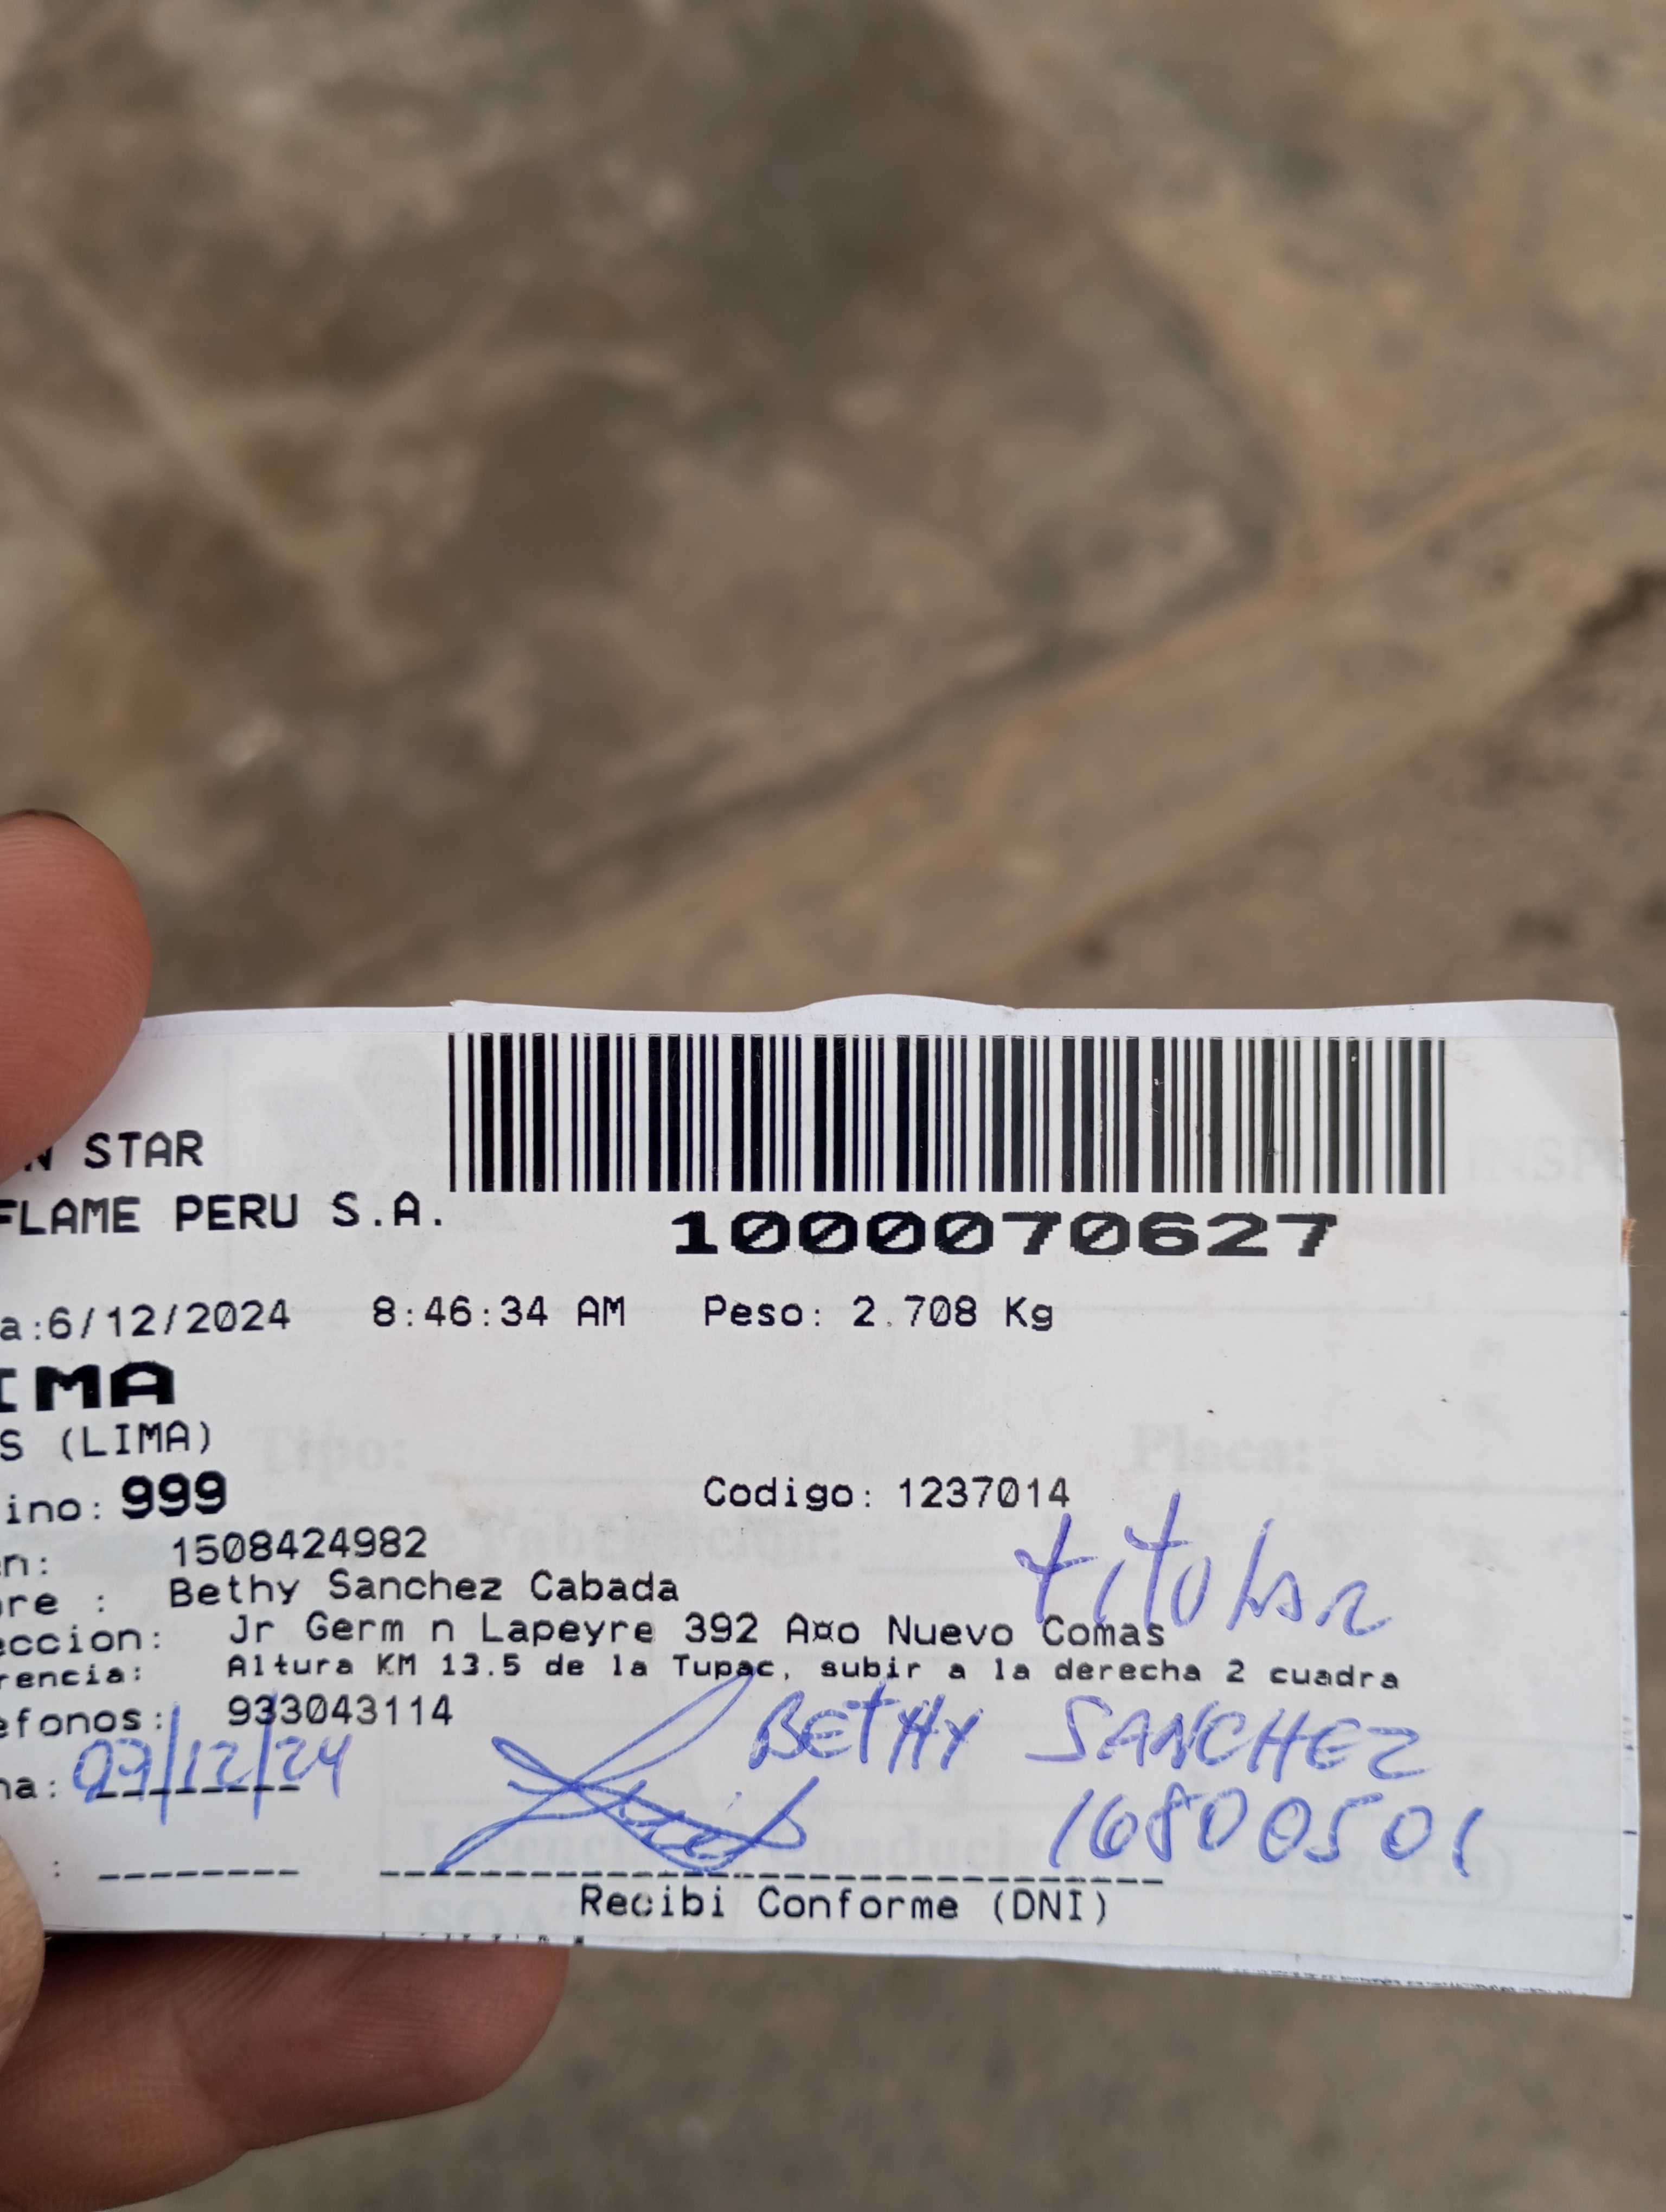 N STAR
FLAME PERU S.A.
1000070627
a:6/12/2024 8:46:34 AM Peso: 2.708 Kg
IMA
S (LIMA)
ino: 999 Codigo: 1237014
n: 1508424982
titular
re : Bethy Sanchez Cabada
eccion: Jr Germ n Lapeyre 392 A¤o Nuevo Comas
rencia: Altura KM 13.5 de la Tupac, subir a la derecha 2 cuadra
efonos: 933043114
BETHY SANCHEZ
ha: 07/12/24
16800501
:
Recibi Conforme (DNI)